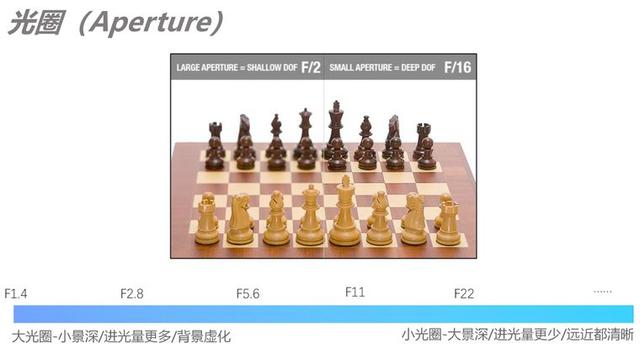 光圈（Aperture）
LARGE APERTURE = SHALLOW DOF F/2 SMALL APERTURE = DEEP DOF F/16
F1.4 F2.8 F5.6 F11 F22 ......
大光圈-小景深/进光量更多/背景虚化 小光圈-大景深/进光量更少/远近都清晰